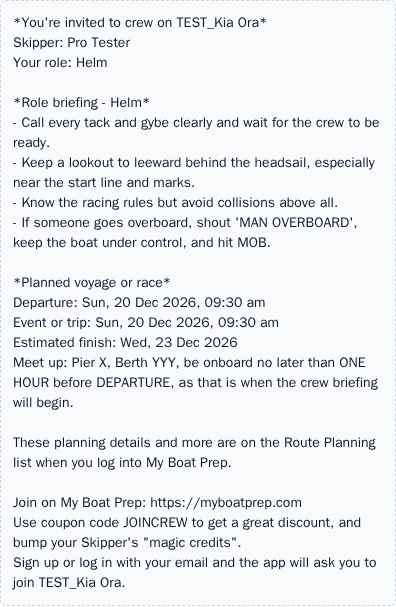 *You're invited to crew on TEST_Kia Ora*
Skipper: Pro Tester
Your role: Helm

*Role briefing - Helm*
- Call every tack and gybe clearly and wait for the crew to be
ready.
- Keep a lookout to leeward behind the headsail, especially
near the start line and marks.
- Know the racing rules but avoid collisions above all.
- If someone goes overboard, shout 'MAN OVERBOARD',
keep the boat under control, and hit MOB.

*Planned voyage or race*
Departure: Sun, 20 Dec 2026, 09:30 am
Event or trip: Sun, 20 Dec 2026, 09:30 am
Estimated finish: Wed, 23 Dec 2026
Meet up: Pier X, Berth YYY, be onboard no later than ONE
HOUR before DEPARTURE, as that is when the crew briefing
will begin.

These planning details and more are on the Route Planning
list when you log into My Boat Prep.

Join on My Boat Prep: https://myboatprep.com
Use coupon code JOINCREW to get a great discount, and
bump your Skipper's "magic credits".
Sign up or log in with your email and the app will ask you to
join TEST_Kia Ora.